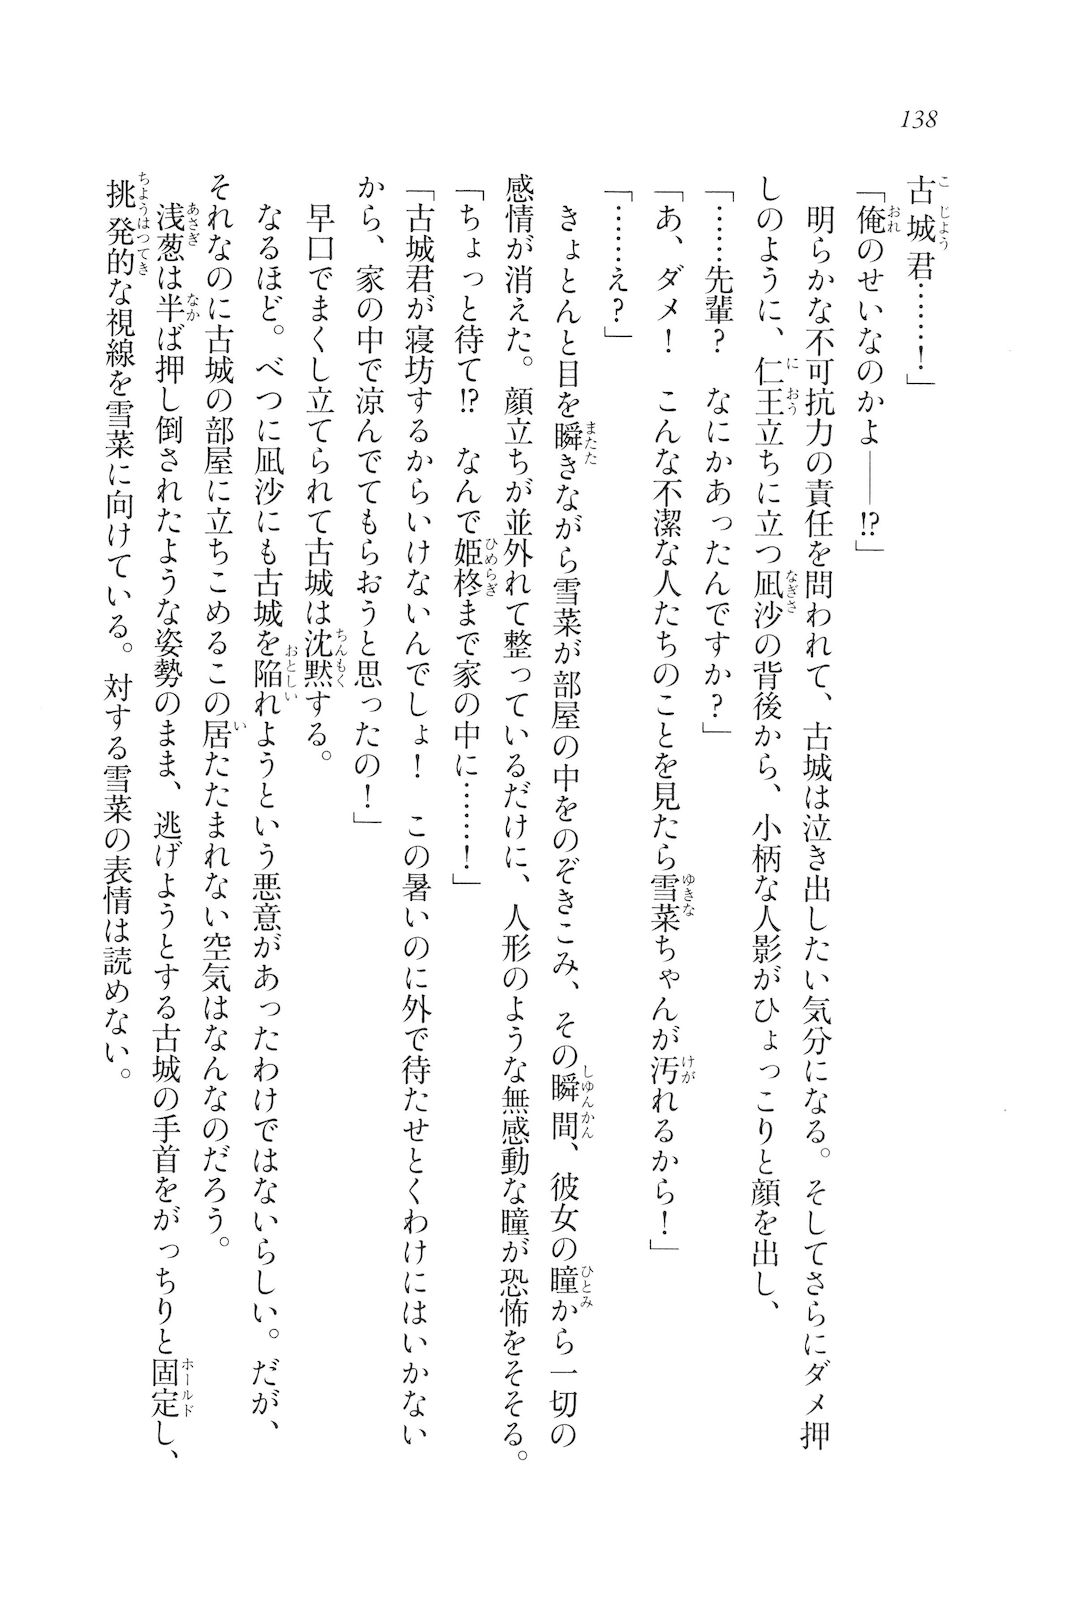 138
古城君……！」
「俺のせいなのかよ――!?」
　明らかな不可抗力の責任を問われて、古城は泣き出したい気分になる。そしてさらにダメ押
しのように、仁王立ちに立つ凪沙の背後から、小柄な人影がひょっこりと顔を出し、
「……先輩？　なにかあったんですか？」
「あ、ダメ！　こんな不潔な人たちのことを見たら雪菜ちゃんが汚れるから！」
「……え？」
　きょとんと目を瞬きながら雪菜が部屋の中をのぞきこみ、その瞬間、彼女の瞳から一切の
感情が消えた。顔立ちが並外れて整っているだけに、人形のような無感動な瞳が恐怖をそそる。
「ちょっと待て!?　なんで姫柊まで家の中に……！」
「古城君が寝坊するからいけないんでしょ！　この暑いのに外で待たせとくわけにはいかない
から、家の中で涼んでてもらおうと思ったの！」
　早口でまくし立てられて古城は沈黙する。
　なるほど。べつに凪沙にも古城を陥れようという悪意があったわけではないらしい。だが、
それなのに古城の部屋に立ちこめるこの居たたまれない空気はなんなのだろう。
　浅葱は半ば押し倒されたような姿勢のまま、逃げようとする古城の手首をがっちりと固定し、
挑発的な視線を雪菜に向けている。対する雪菜の表情は読めない。